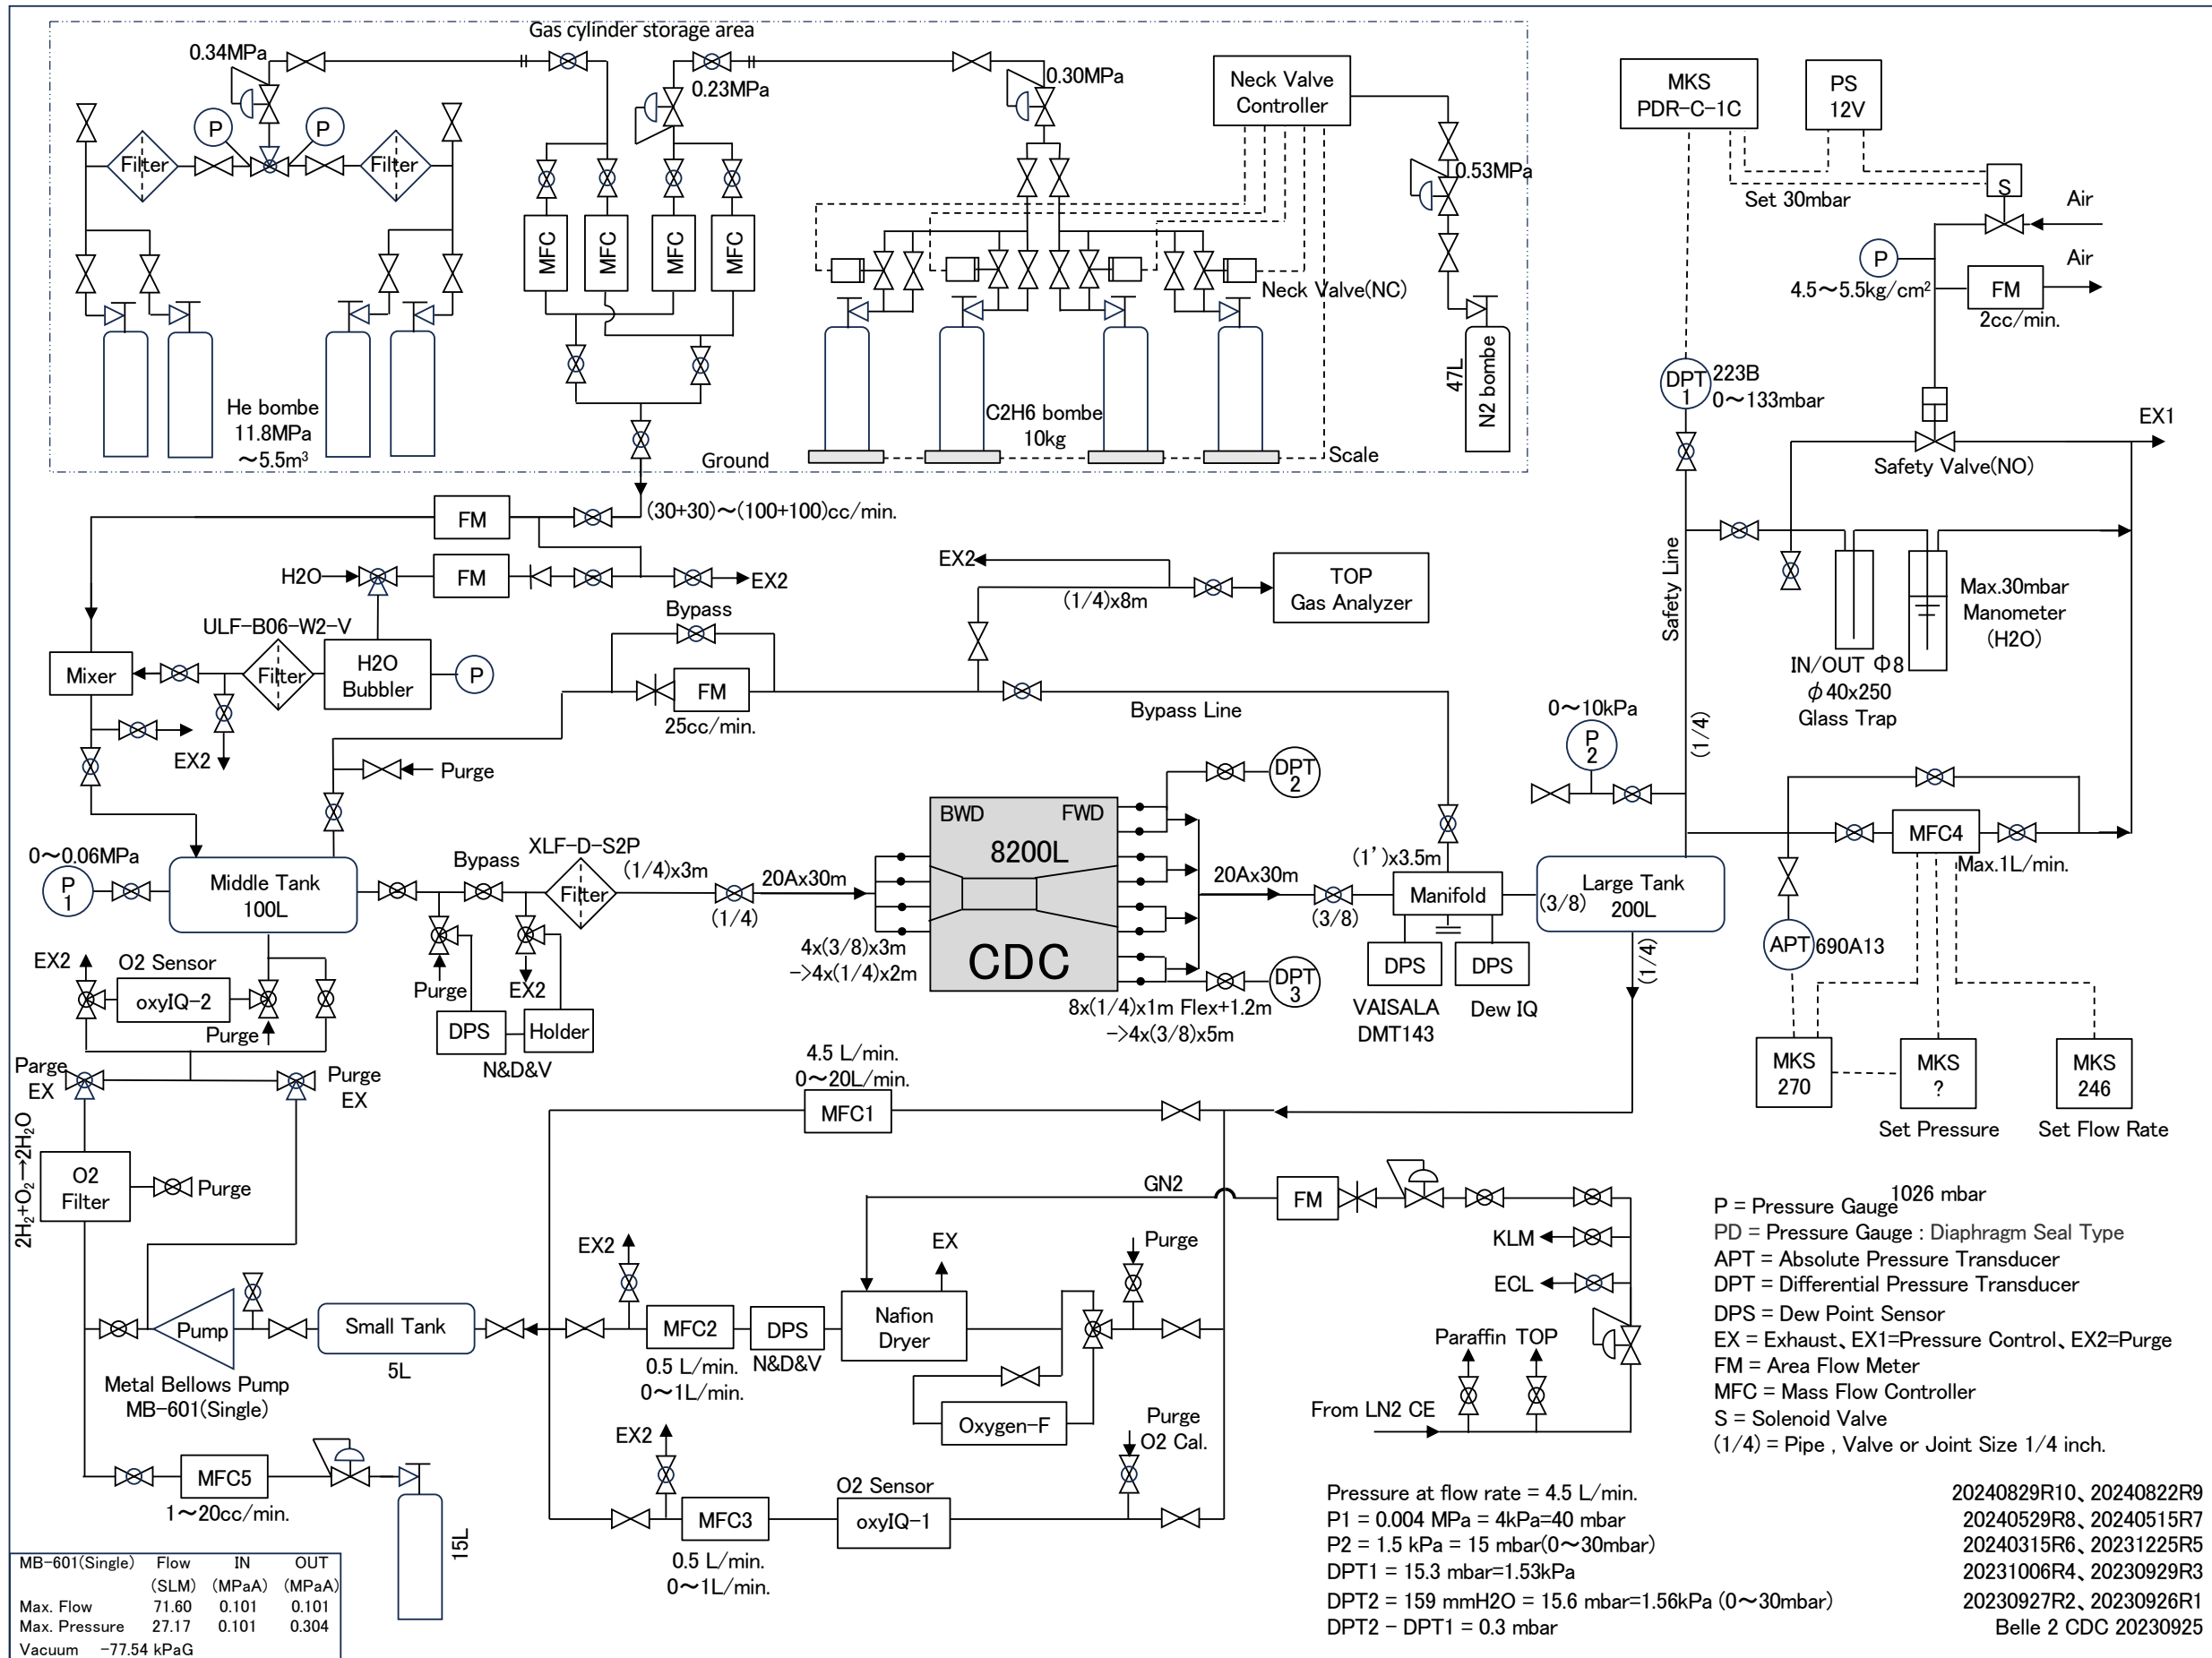 Gas cylinder storage area
0.34MPa
0.23MPa
0.30MPa
Neck Valve
Controller
0.53MPa
P
P
Filter
Filter
MFC
MFC
MFC
MFC
Neck Valve(NC)
He bombe
11.8MPa
～5.5m³
C2H6 bombe
10kg
47L
N2 bombe
Scale
Ground
MKS
PDR-C-1C
PS
12V
S
Set 30mbar
Air
P
Air
4.5～5.5kg/cm²
FM
2cc/min.
DPT
1
223B
0～133mbar
EX1
Safety Valve(NO)
Safety Line
Max.30mbar
Manometer
(H2O)
IN/OUT Φ8
φ40x250
Glass Trap
(1/4)
FM
(30+30)～(100+100)cc/min.
H2O
FM
EX2
EX2
(1/4)x8m
TOP
Gas Analyzer
ULF-B06-W2-V
Bypass
Mixer
Filter
H2O
Bubbler
P
FM
25cc/min.
Bypass Line
EX2
Purge
0～10kPa
P
2
0～0.06MPa
P
1
Middle Tank
100L
Bypass
XLF-D-S2P
Filter
(1/4)x3m
(1/4)
20Ax30m
BWD
FWD
8200L
CDC
DPT
2
DPT
3
4x(3/8)x3m
->4x(1/4)x2m
8x(1/4)x1m Flex+1.2m
->4x(3/8)x5m
20Ax30m
(3/8)
(1’)x3.5m
Manifold
(3/8)
Large Tank
200L
(1/4)
DPS
DPS
VAISALA
DMT143
Dew IQ
MFC4
Max.1L/min.
APT
690A13
MKS
270
MKS
?
MKS
246
Set Pressure
Set Flow Rate
EX2
O2 Sensor
oxyIQ-2
Purge
Purge
EX2
DPS
Holder
N&D&V
Parge
EX
Purge
EX
2H₂+O₂→2H₂O
O2
Filter
Purge
4.5 L/min.
0～20L/min.
MFC1
GN2
FM
1026 mbar
KLM
ECL
Paraffin
TOP
From LN2 CE
EX2
EX
Purge
Pump
Small Tank
5L
MFC2
DPS
Nafion
Dryer
0.5 L/min.
0～1L/min.
N&D&V
Oxygen-F
Metal Bellows Pump
MB-601(Single)
EX2
Purge
O2 Cal.
O2 Sensor
MFC3
oxyIQ-1
0.5 L/min.
0～1L/min.
MFC5
1～20cc/min.
15L
P = Pressure Gauge
PD = Pressure Gauge : Diaphragm Seal Type
APT = Absolute Pressure Transducer
DPT = Differential Pressure Transducer
DPS = Dew Point Sensor
EX = Exhaust、EX1=Pressure Control、EX2=Purge
FM = Area Flow Meter
MFC = Mass Flow Controller
S = Solenoid Valve
(1/4) = Pipe , Valve or Joint Size 1/4 inch.
Pressure at flow rate = 4.5 L/min.
P1 = 0.004 MPa = 4kPa=40 mbar
P2 = 1.5 kPa = 15 mbar(0～30mbar)
DPT1 = 15.3 mbar=1.53kPa
DPT2 = 159 mmH2O = 15.6 mbar=1.56kPa (0～30mbar)
DPT2 - DPT1 = 0.3 mbar
20240829R10、20240822R9
20240529R8、20240515R7
20240315R6、20231225R5
20231006R4、20230929R3
20230927R2、20230926R1
Belle 2 CDC 20230925
MB-601(Single) Flow IN OUT
(SLM) (MPaA) (MPaA)
Max. Flow 71.60 0.101 0.101
Max. Pressure 27.17 0.101 0.304
Vacuum -77.54 kPaG